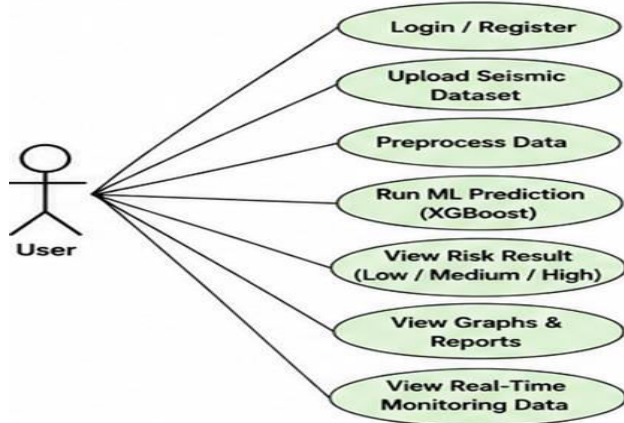 Login / Register
Upload Seismic
Dataset
Preprocess Data
Run ML Prediction
(XGBoost)
User
View Risk Result
(Low / Medium / High)
View Graphs &
Reports
View Real-Time
Monitoring Data